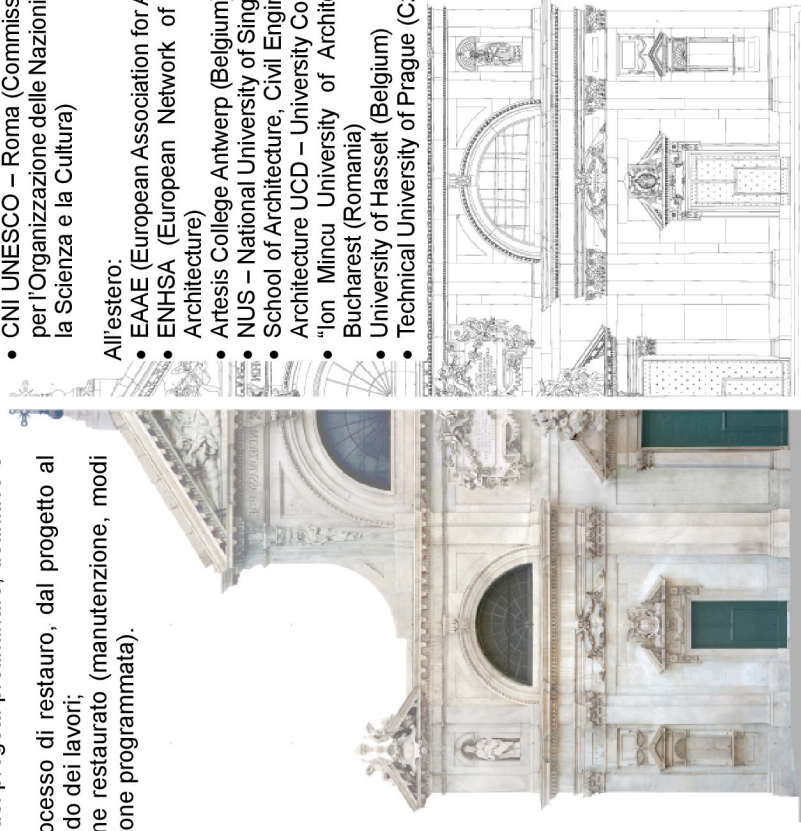 ocesso di restauro, dal progetto al
do dei lavori;
ne restaurato (manutenzione, modi
one programmata).
• CNI UNESCO – Roma (Commiss
per l'Organizzazione delle Nazioni
la Scienza e la Cultura)
All'estero:
• EAAE (European Association for A
• ENHSA (European Network of
Architecture)
• Artesis College Antwerp (Belgium)
• NUS – National University of Sing
• School of Architecture, Civil Engin
Architecture UCD – University Co
• "Ion Mincu University of Archite
Bucharest (Romania)
• University of Hasselt (Belgium)
• Technical University of Prague (Cz